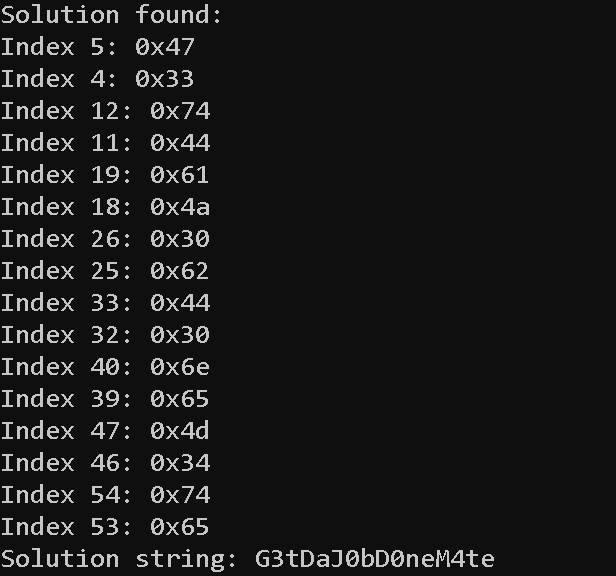 Solution found:
Index 5: 0x47
Index 4: 0x33
Index 12: 0x74
Index 11: 0x44
Index 19: 0x61
Index 18: 0x4a
Index 26: 0x30
Index 25: 0x62
Index 33: 0x44
Index 32: 0x30
Index 40: 0x6e
Index 39: 0x65
Index 47: 0x4d
Index 46: 0x34
Index 54: 0x74
Index 53: 0x65
Solution string: G3tDaJ0bD0neM4te